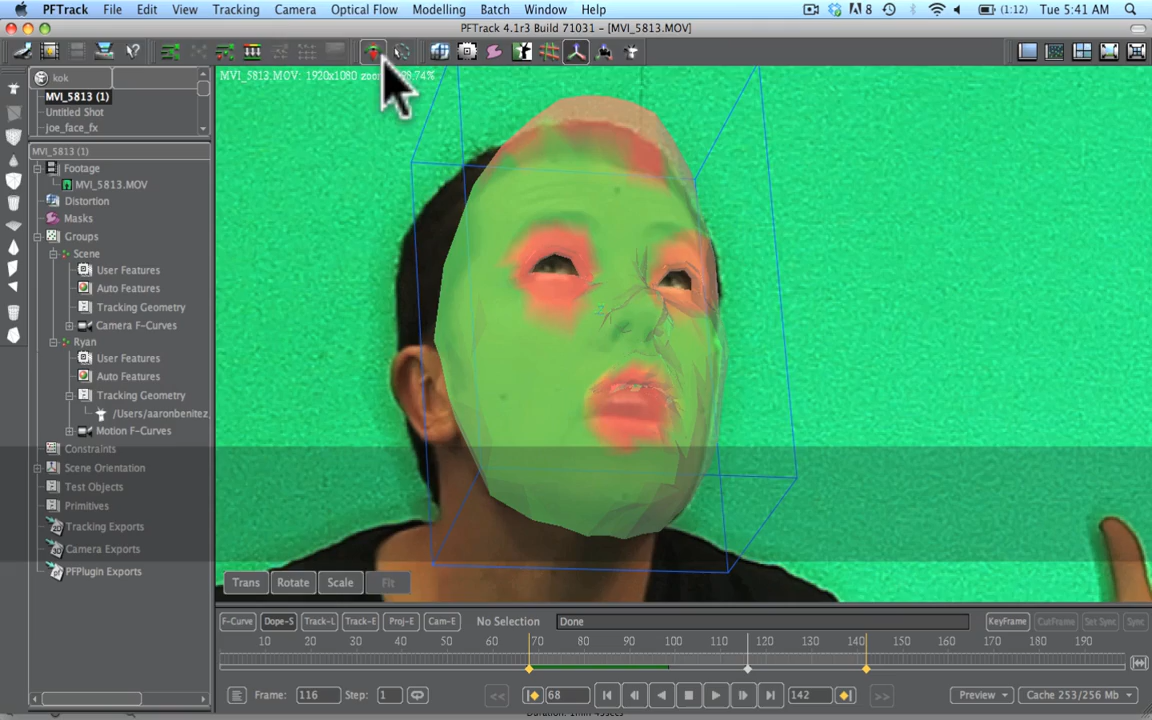 PFTrack File Edit View Tracking Camera Optical Flow Modelling Batch Window Help 8 (1:12) Tue 5:41 AM
PFTrack 4.1r3 Build 71031 - [MVI_5813.MOV]
kok
MVI_5813 (1)
Untitled Shot
joe_face_fx
MVI_5813.MOV: 1920x1080 .74%
MVI_5813 (1)
Footage
MVI_5813.MOV
Distortion
Masks
Groups
Scene
User Features
Auto Features
Tracking Geometry
Camera F-Curves
Ryan
User Features
Auto Features
Tracking Geometry
/Users/aaronbenitez
Motion F-Curves
Constraints
Scene Orientation
Test Objects
Primitives
Tracking Exports
Camera Exports
PFPlugin Exports
Trans Rotate Scale Fit
F-Curve Dope-S Track-L Track-E Proj-E Cam-E No Selection Done KeyFrame CutFrame Set Sync Sync
10 20 30 40 50 60 70 80 90 100 110 120 130 140 150 160 170 180 190
Frame: 116 Step: 1 << 68 142 >> Preview Cache 253/256 Mb